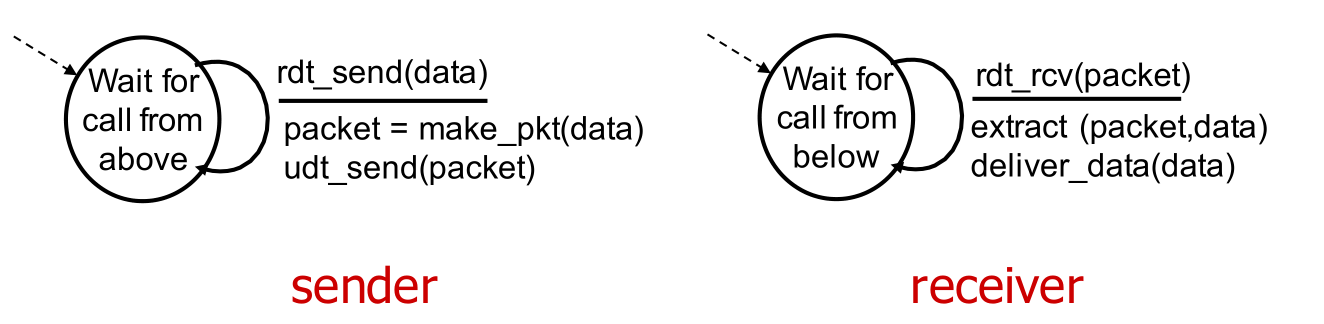 Wait for
call from
above
rdt_send(data)
packet = make_pkt(data)
udt_send(packet)
sender
Wait for
call from
below
rdt_rcv(packet)
extract (packet,data)
deliver_data(data)
receiver